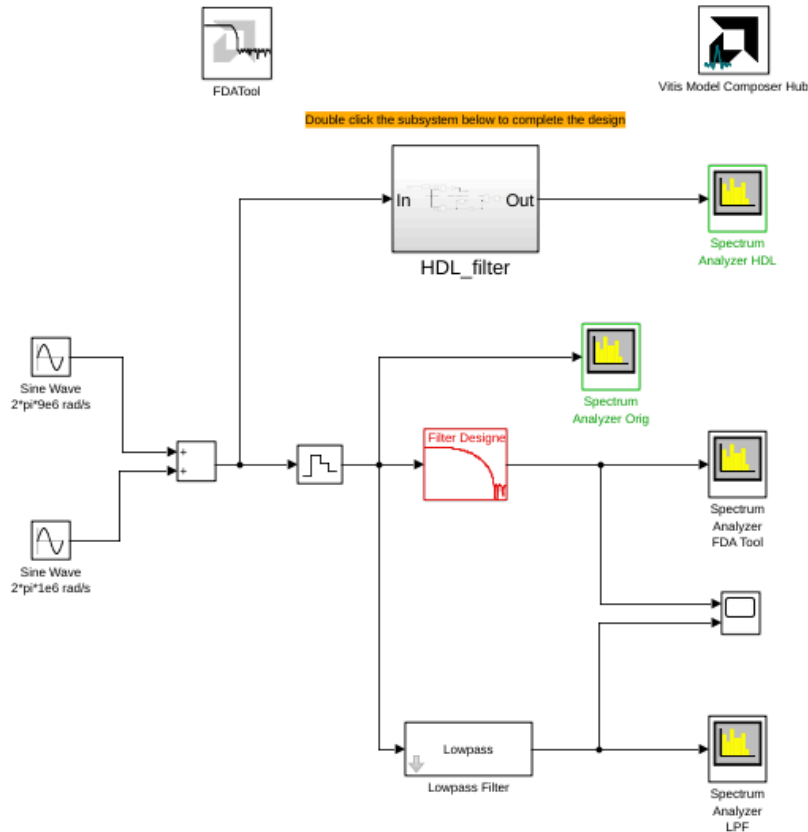 FDATool
Vitis Model Composer Hub
Double click the subsystem below to complete the design
In
Out
HDL_filter
Spectrum
Analyzer HDL
Sine Wave
2*pi*9e6 rad/s
Spectrum
Analyzer Orig
Filter Designe
+
+
Spectrum
Analyzer
FDA Tool
Sine Wave
2*pi*1e6 rad/s
Lowpass
Lowpass Filter
Spectrum
Analyzer
LPF